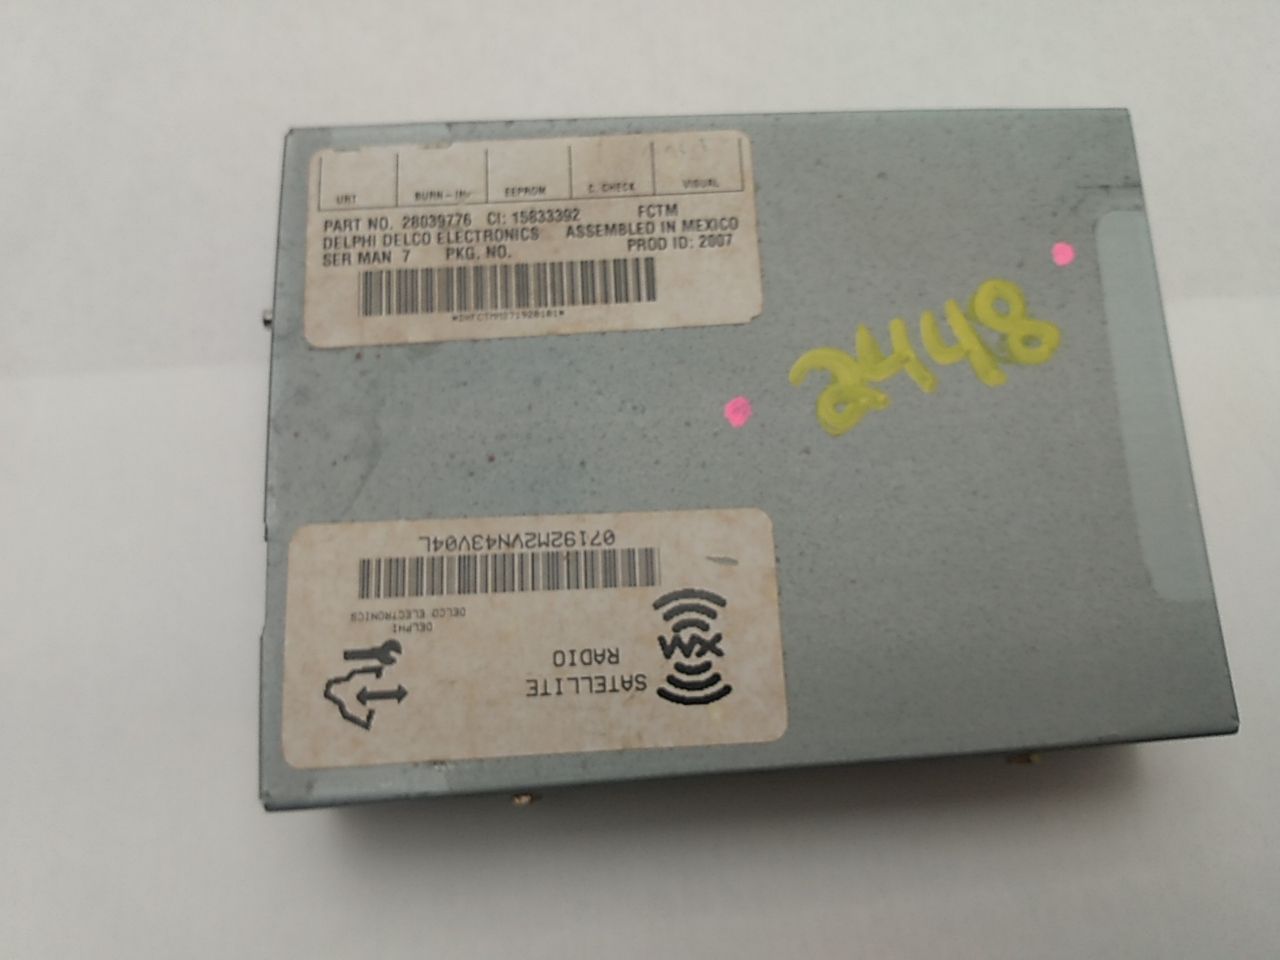 URT BURN-IN EEPROM C. CHECK VISUAL
PART NO. 28039776 CI: 15833392 FCTM
DELPHI DELCO ELECTRONICS ASSEMBLED IN MEXICO
SER MAN 7 PKG. NO. PROD ID: 2007
2448
XM
SATELLITE
RADIO
DELPHI
DELCO ELECTRONICS
07192M2VN43V04L